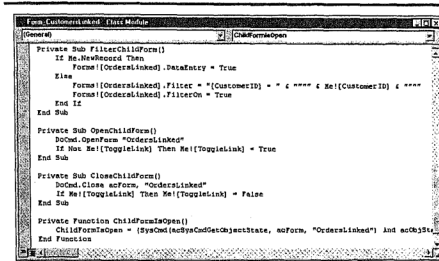 Form_CustomersLinked : Class Module
(General) ChildFormIsOpen
Private Sub FilterChildForm()
If Me.NewRecord Then
Forms![OrdersLinked].DataEntry = True
Else
Forms![OrdersLinked].Filter = "[CustomerID] = " & """" & Me![CustomerID] & """"
Forms![OrdersLinked].FilterOn = True
End If
End Sub
Private Sub OpenChildForm()
DoCmd.OpenForm "OrdersLinked"
If Not Me![ToggleLink] Then Me![ToggleLink] = True
End Sub
Private Sub CloseChildForm()
DoCmd.Close acForm, "OrdersLinked"
If Me![ToggleLink] Then Me![ToggleLink] = False
End Sub
Private Function ChildFormIsOpen()
ChildFormIsOpen = (SysCmd(acSysCmdGetObjectState, acForm, "OrdersLinked") And acObjSt
End Function